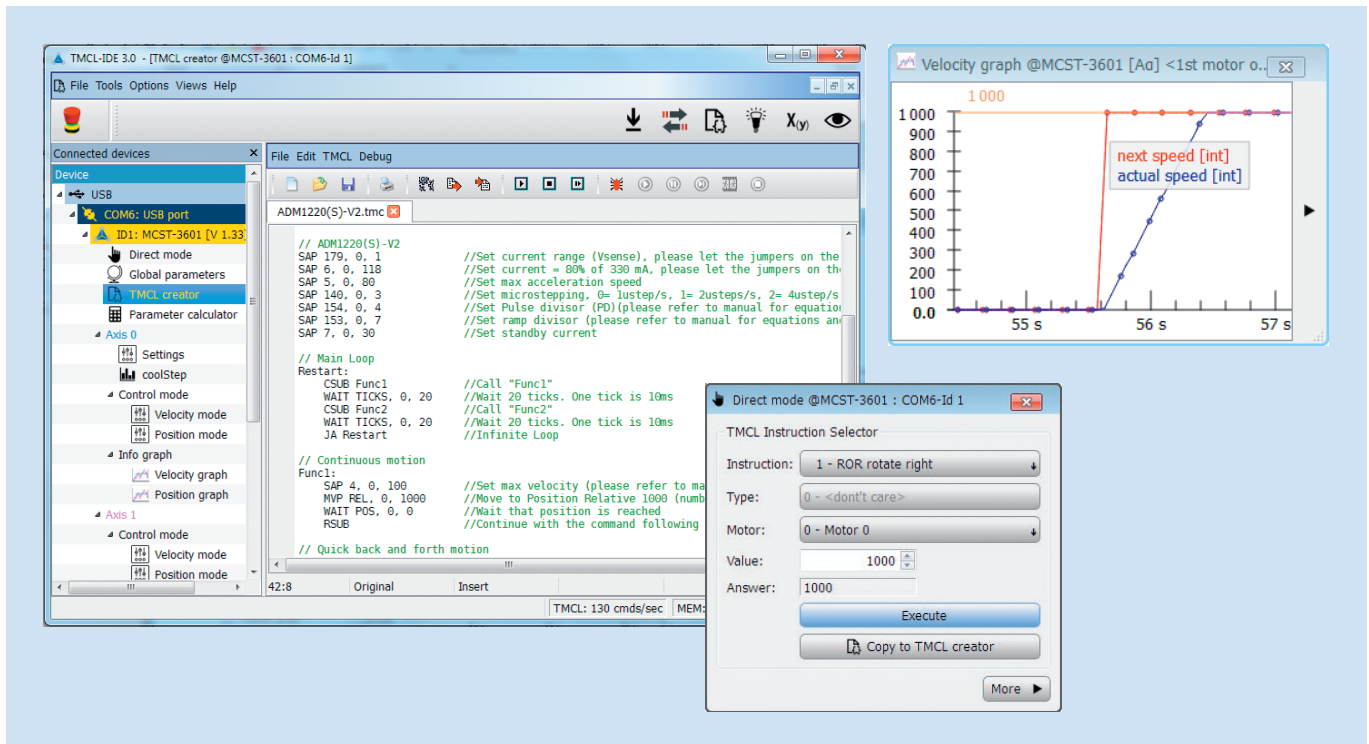 TMCL-IDE 3.0 - [TMCL creator @MCST-3601 : COM6-Id 1]
File Tools Options Views Help
X(y)
Connected devices
Device
USB
COM6: USB port
ID1: MCST-3601 [V 1.33]
Direct mode
Global parameters
TMCL creator
Parameter calculator
Axis 0
Settings
coolStep
Control mode
Velocity mode
Position mode
Info graph
Velocity graph
Position graph
Axis 1
Control mode
Velocity mode
Position mode
File Edit TMCL Debug
ADM1220(S)-V2.tmc
// ADM1220(S)-V2
SAP 179, 0, 1 //Set current range (Vsense), please let the jumpers on the
SAP 6, 0, 118 //Set current = 80% of 330 mA, please let the jumpers on the
SAP 5, 0, 80 //Set max acceleration speed
SAP 140, 0, 3 //Set microstepping, 0= 1ustep/s, 1= 2usteps/s, 2= 4ustep/s
SAP 154, 0, 4 //Set Pulse divisor (PD)(please refer to manual for equation
SAP 153, 0, 7 //Set ramp divisor (please refer to manual for equations and
SAP 7, 0, 30 //Set standby current
// Main Loop
Restart:
CSUB Func1 //Call "Func1"
WAIT TICKS, 0, 20 //Wait 20 ticks. One tick is 10ms
CSUB Func2 //Call "Func2"
WAIT TICKS, 0, 20 //Wait 20 ticks. One tick is 10ms
JA Restart //Infinite Loop
// Continuous motion
Func1:
SAP 4, 0, 100 //Set max velocity (please refer to ma
MVP REL, 0, 1000 //Move to Position Relative 1000 (numb
WAIT POS, 0, 0 //Wait that position is reached
RSUB //Continue with the command following
// Quick back and forth motion
42:8 Original Insert
TMCL: 130 cmds/sec MEM:
Velocity graph @MCST-3601 [Aα] <1st motor o..
1 000
1 000
900
800
700
600
500
400
300
200
100
0.0
next speed [int]
actual speed [int]
55 s 56 s 57 s
Direct mode @MCST-3601 : COM6-Id 1
TMCL Instruction Selector
Instruction: 1 - ROR rotate right
Type: 0 - <don't care>
Motor: 0 - Motor 0
Value: 1000
Answer: 1000
Execute
Copy to TMCL creator
More